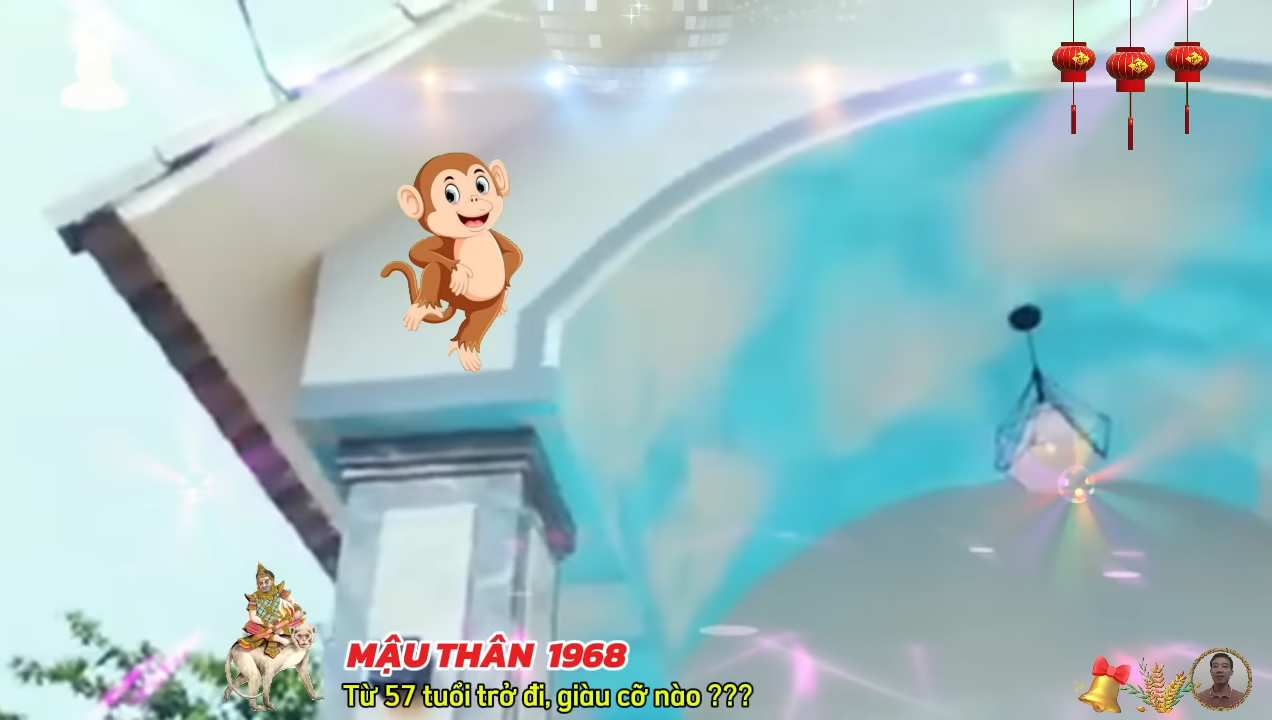 MẬU THÂN 1968
Từ 57 tuổi trở đi, giàu cỡ nào ???